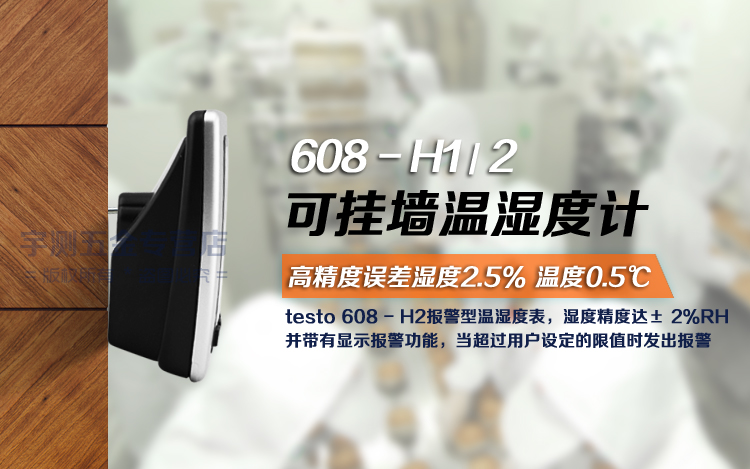 608-H1/2
可挂墙温湿度计
高精度误差湿度2.5% 温度0.5℃
testo 608-H2报警型温湿度表，湿度精度达± 2%RH
并带有显示报警功能，当超过用户设定的限值时发出报警